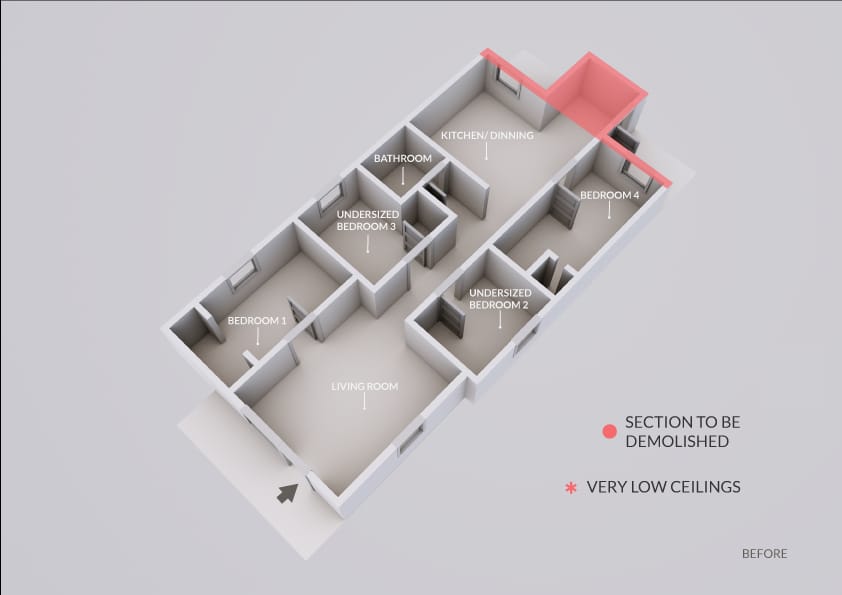 KITCHEN/ DINNING
BATHROOM
BEDROOM 4
UNDERSIZED
BEDROOM 3
UNDERSIZED
BEDROOM 2
BEDROOM 1
LIVING ROOM
SECTION TO BE
DEMOLISHED
* VERY LOW CEILINGS
BEFORE